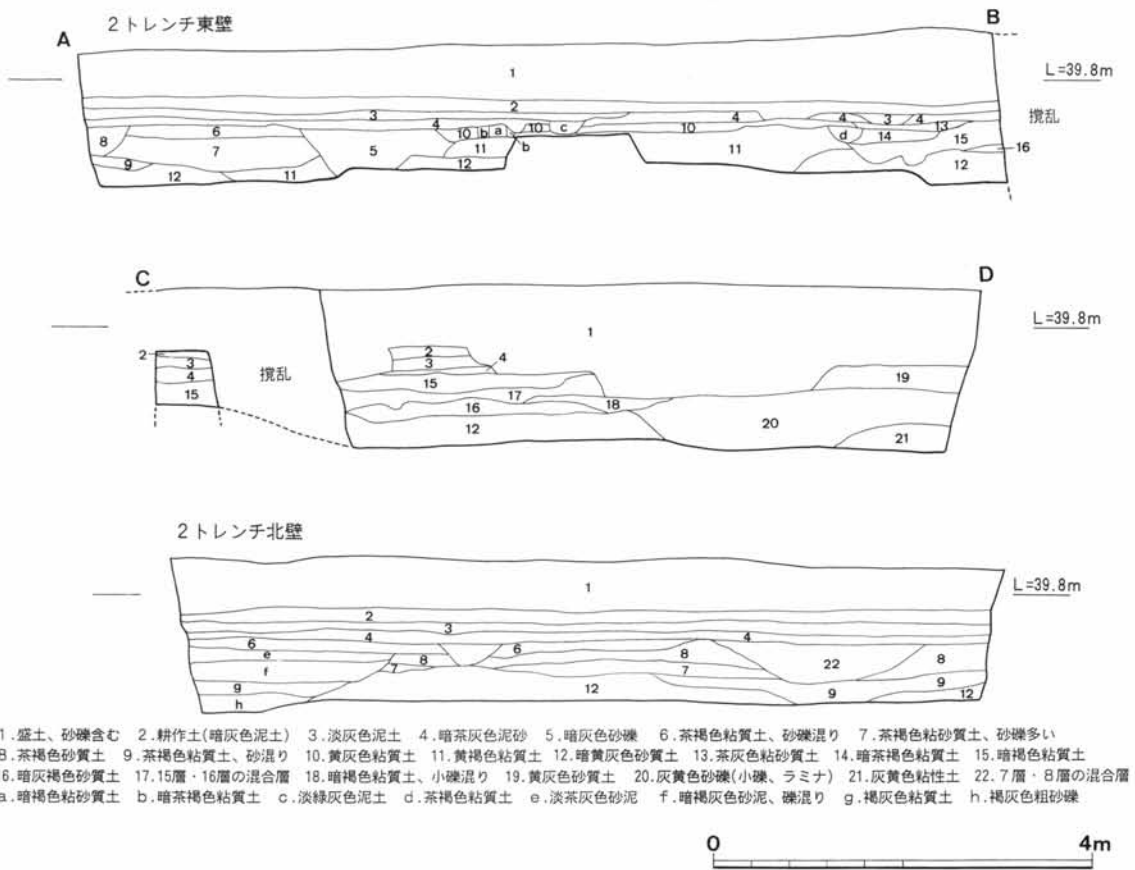 2トレンチ東壁
A
B
L=39.8m
1
2
3
4
4
3
4
13
6
4
10
b
a
10
c
10
d
14
15
8
7
5
11
b
11
16
9
12
11
12
12
撹乱
C
D
L=39.8m
1
2
3
4
15
撹乱
2
3
4
15
17
16
18
12
19
20
21
2トレンチ北壁
L=39.8m
1
2
3
4
4
6
e
f
7
8
6
8
7
22
8
9
9
12
12
g
h
1.盛土、砂礫含む 2.耕作土(暗灰色泥土) 3.淡灰色泥土 4.暗茶灰色泥砂 5.暗灰色砂礫 6.茶褐色粘質土、砂礫混り 7.茶褐色粘砂質土、砂礫多い
8.茶褐色砂質土 9.茶褐色粘質土、砂混り 10.黄灰色粘質土 11.黄褐色粘質土 12.暗黄灰色砂質土 13.茶灰色粘砂質土 14.暗茶褐色粘質土 15.暗褐色粘質土
6.暗灰褐色砂質土 17.15層・16層の混合層 18.暗褐色粘質土、小礫混り 19.黄灰色砂質土 20.灰黄色砂礫(小礫、ラミナ) 21.灰黄色粘性土 22.7層・8層の混合層
a.暗褐色粘砂質土 b.暗茶褐色粘質土 c.淡緑灰色泥土 d.茶褐色粘質土 e.淡茶灰色砂泥 f.暗褐灰色砂泥、礫混り g.褐灰色粘質土 h.褐灰色粗砂礫
0
4m